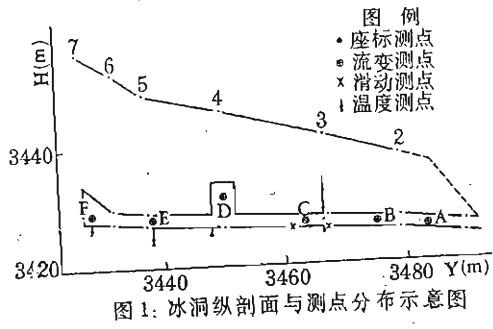 图 例
• 座标测点
流变测点
× 滑动测点
温度测点
H(m)
7
6
5
4
3
2
3440
F
E
D
C
B
A
3420
3440
3460
3480
Y(m)
图1: 冰洞纵剖面与测点分布示意图